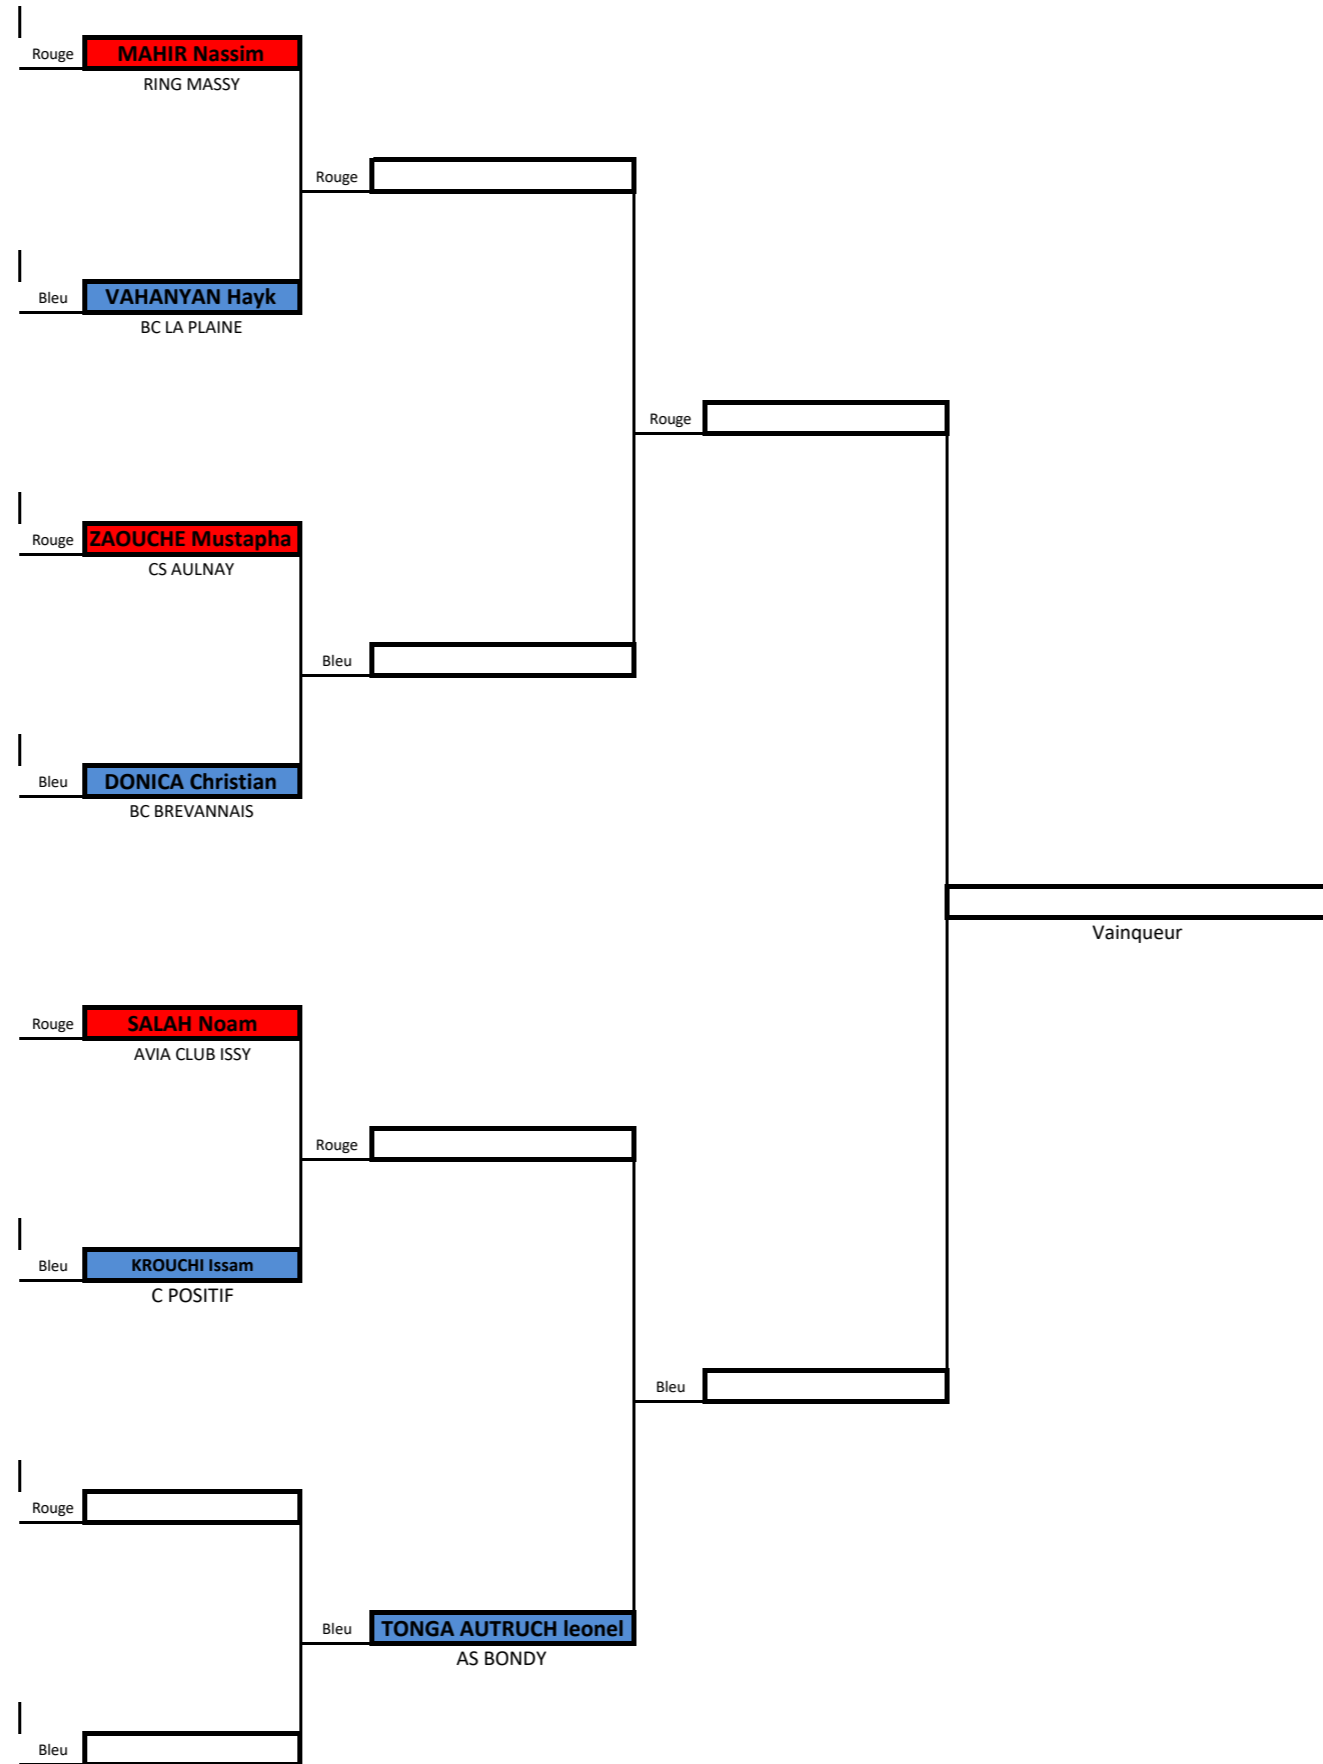 Rouge
MAHIR Nassim
RING MASSY
Rouge
Bleu
VAHANYAN Hayk
BC LA PLAINE
Rouge
Rouge
ZAOUCHE Mustapha
CS AULNAY
Bleu
Bleu
DONICA Christian
BC BREVANNAIS
Vainqueur
Rouge
SALAH Noam
AVIA CLUB ISSY
Rouge
Bleu
KROUCHI Issam
C POSITIF
Bleu
Rouge
Bleu
TONGA AUTRUCH leonel
AS BONDY
Bleu